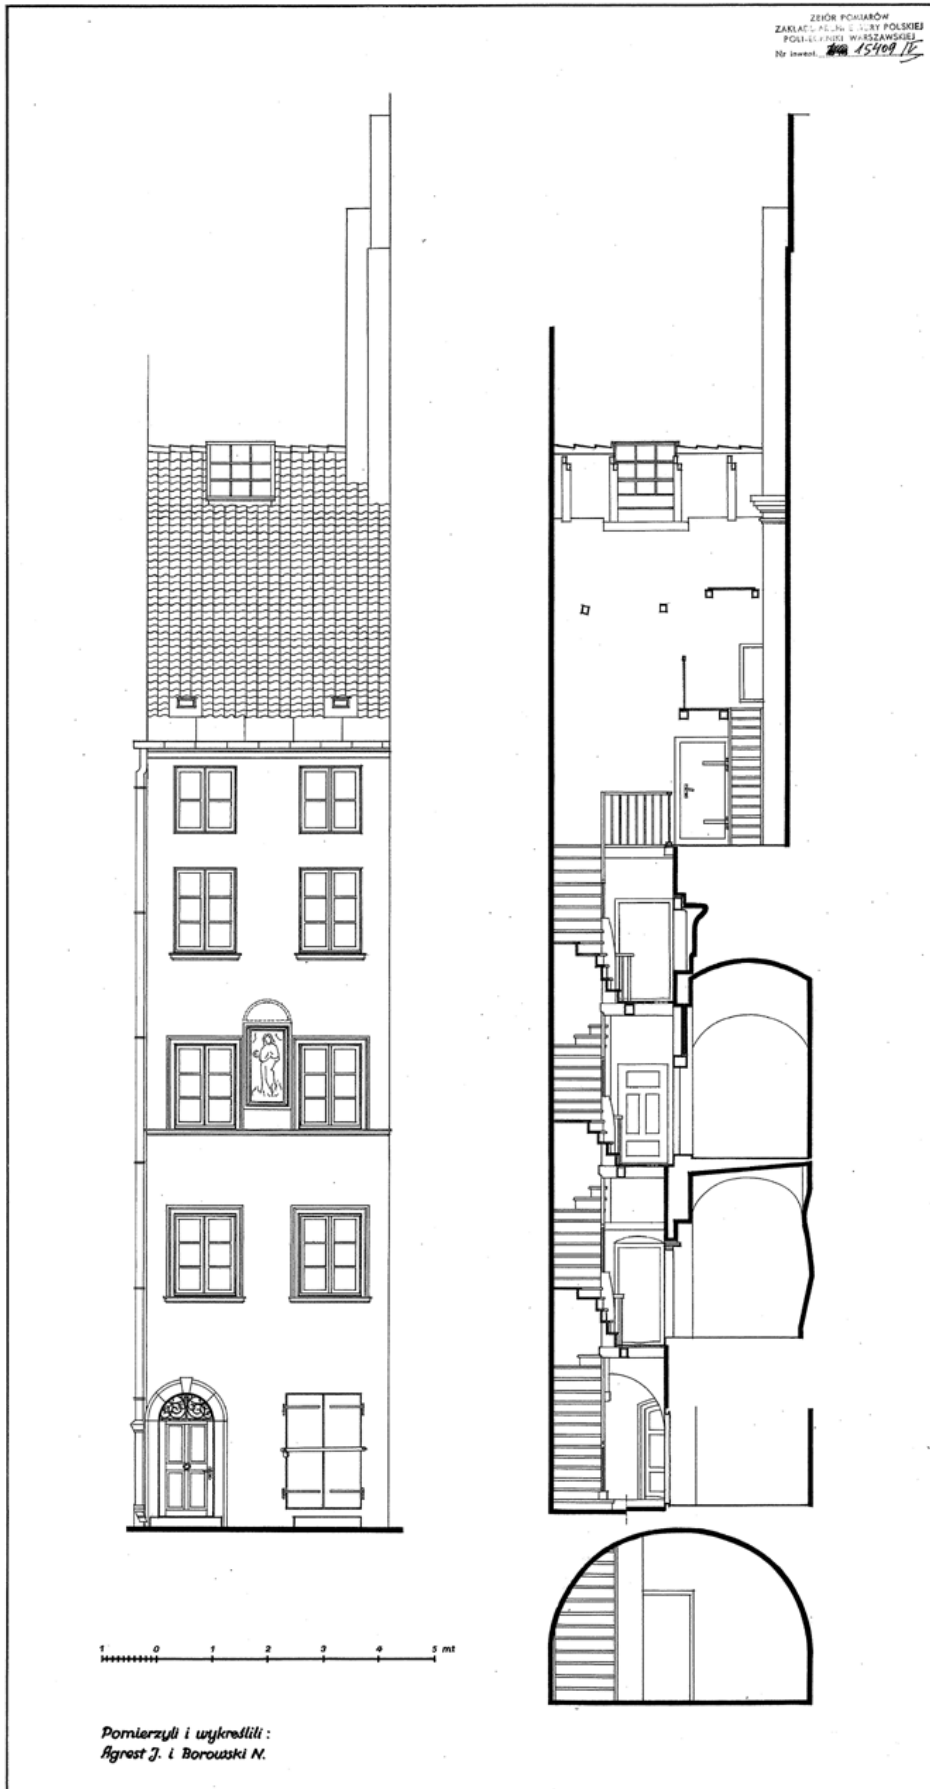 ZBIÓR POMIARÓW
POLSKIEJ
WARSZAWSKIEJ
Nr inwent. 15409 IV
1 0 1 2 3 4 5 mt
Pomierzyli i wykreślili :
Agrest J. i Borowski N.